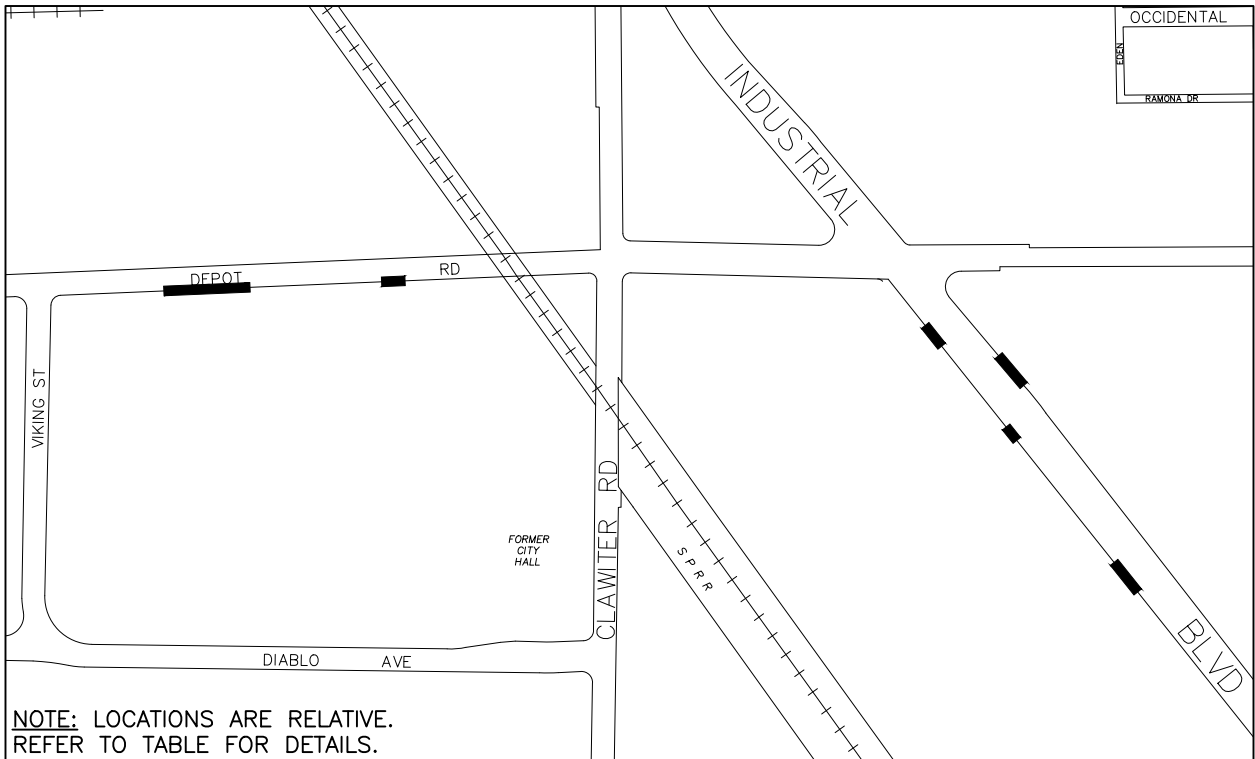 OCCIDENTAL
EDEN
RAMONA DR
INDUSTRIAL
DEPOT RD
VIKING ST
CLAWITER RD
FORMER
CITY
HALL
SPRR
BLVD
DIABLO AVE
NOTE: LOCATIONS ARE RELATIVE.
REFER TO TABLE FOR DETAILS.